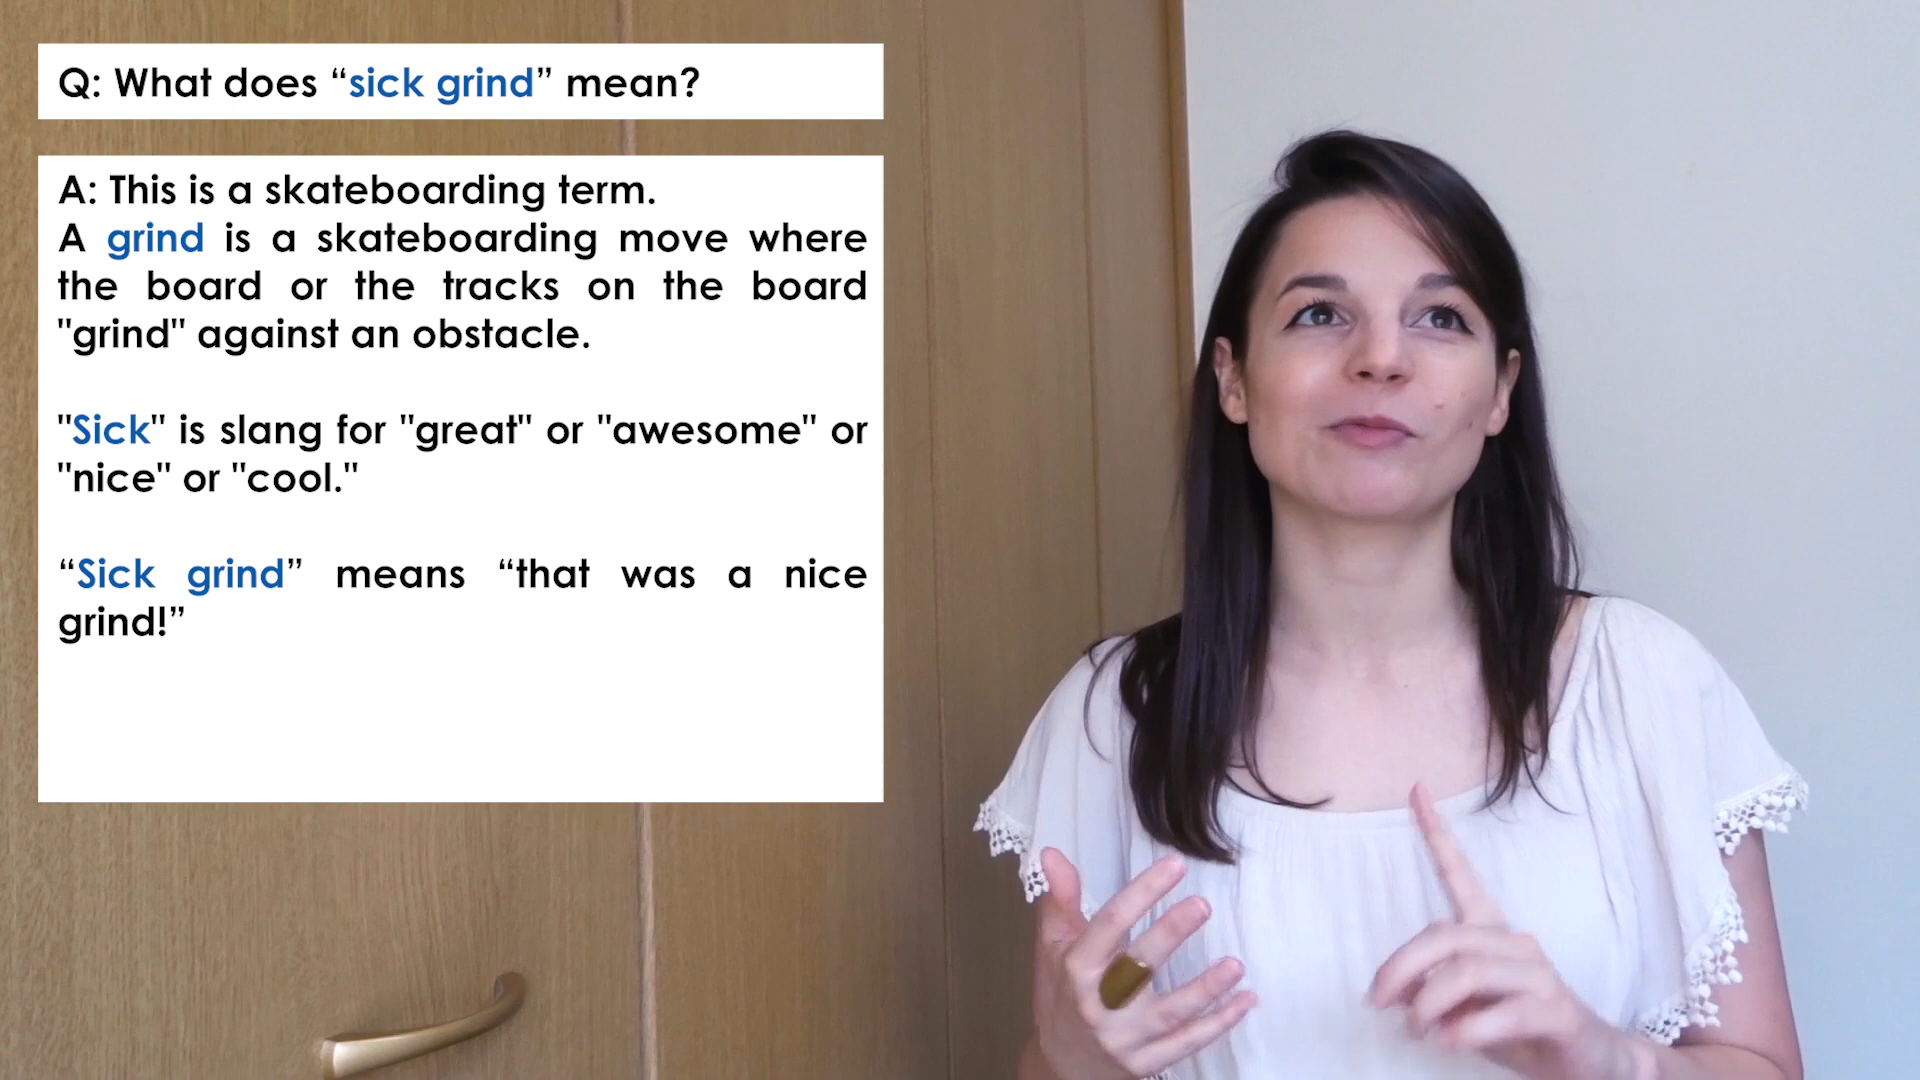 Q: What does “sick grind” mean?
A: This is a skateboarding term.
A grind is a skateboarding move where
the board or the tracks on the board
"grind" against an obstacle.
"Sick" is slang for "great" or "awesome" or
"nice" or "cool."
“Sick grind” means “that was a nice
grind!”